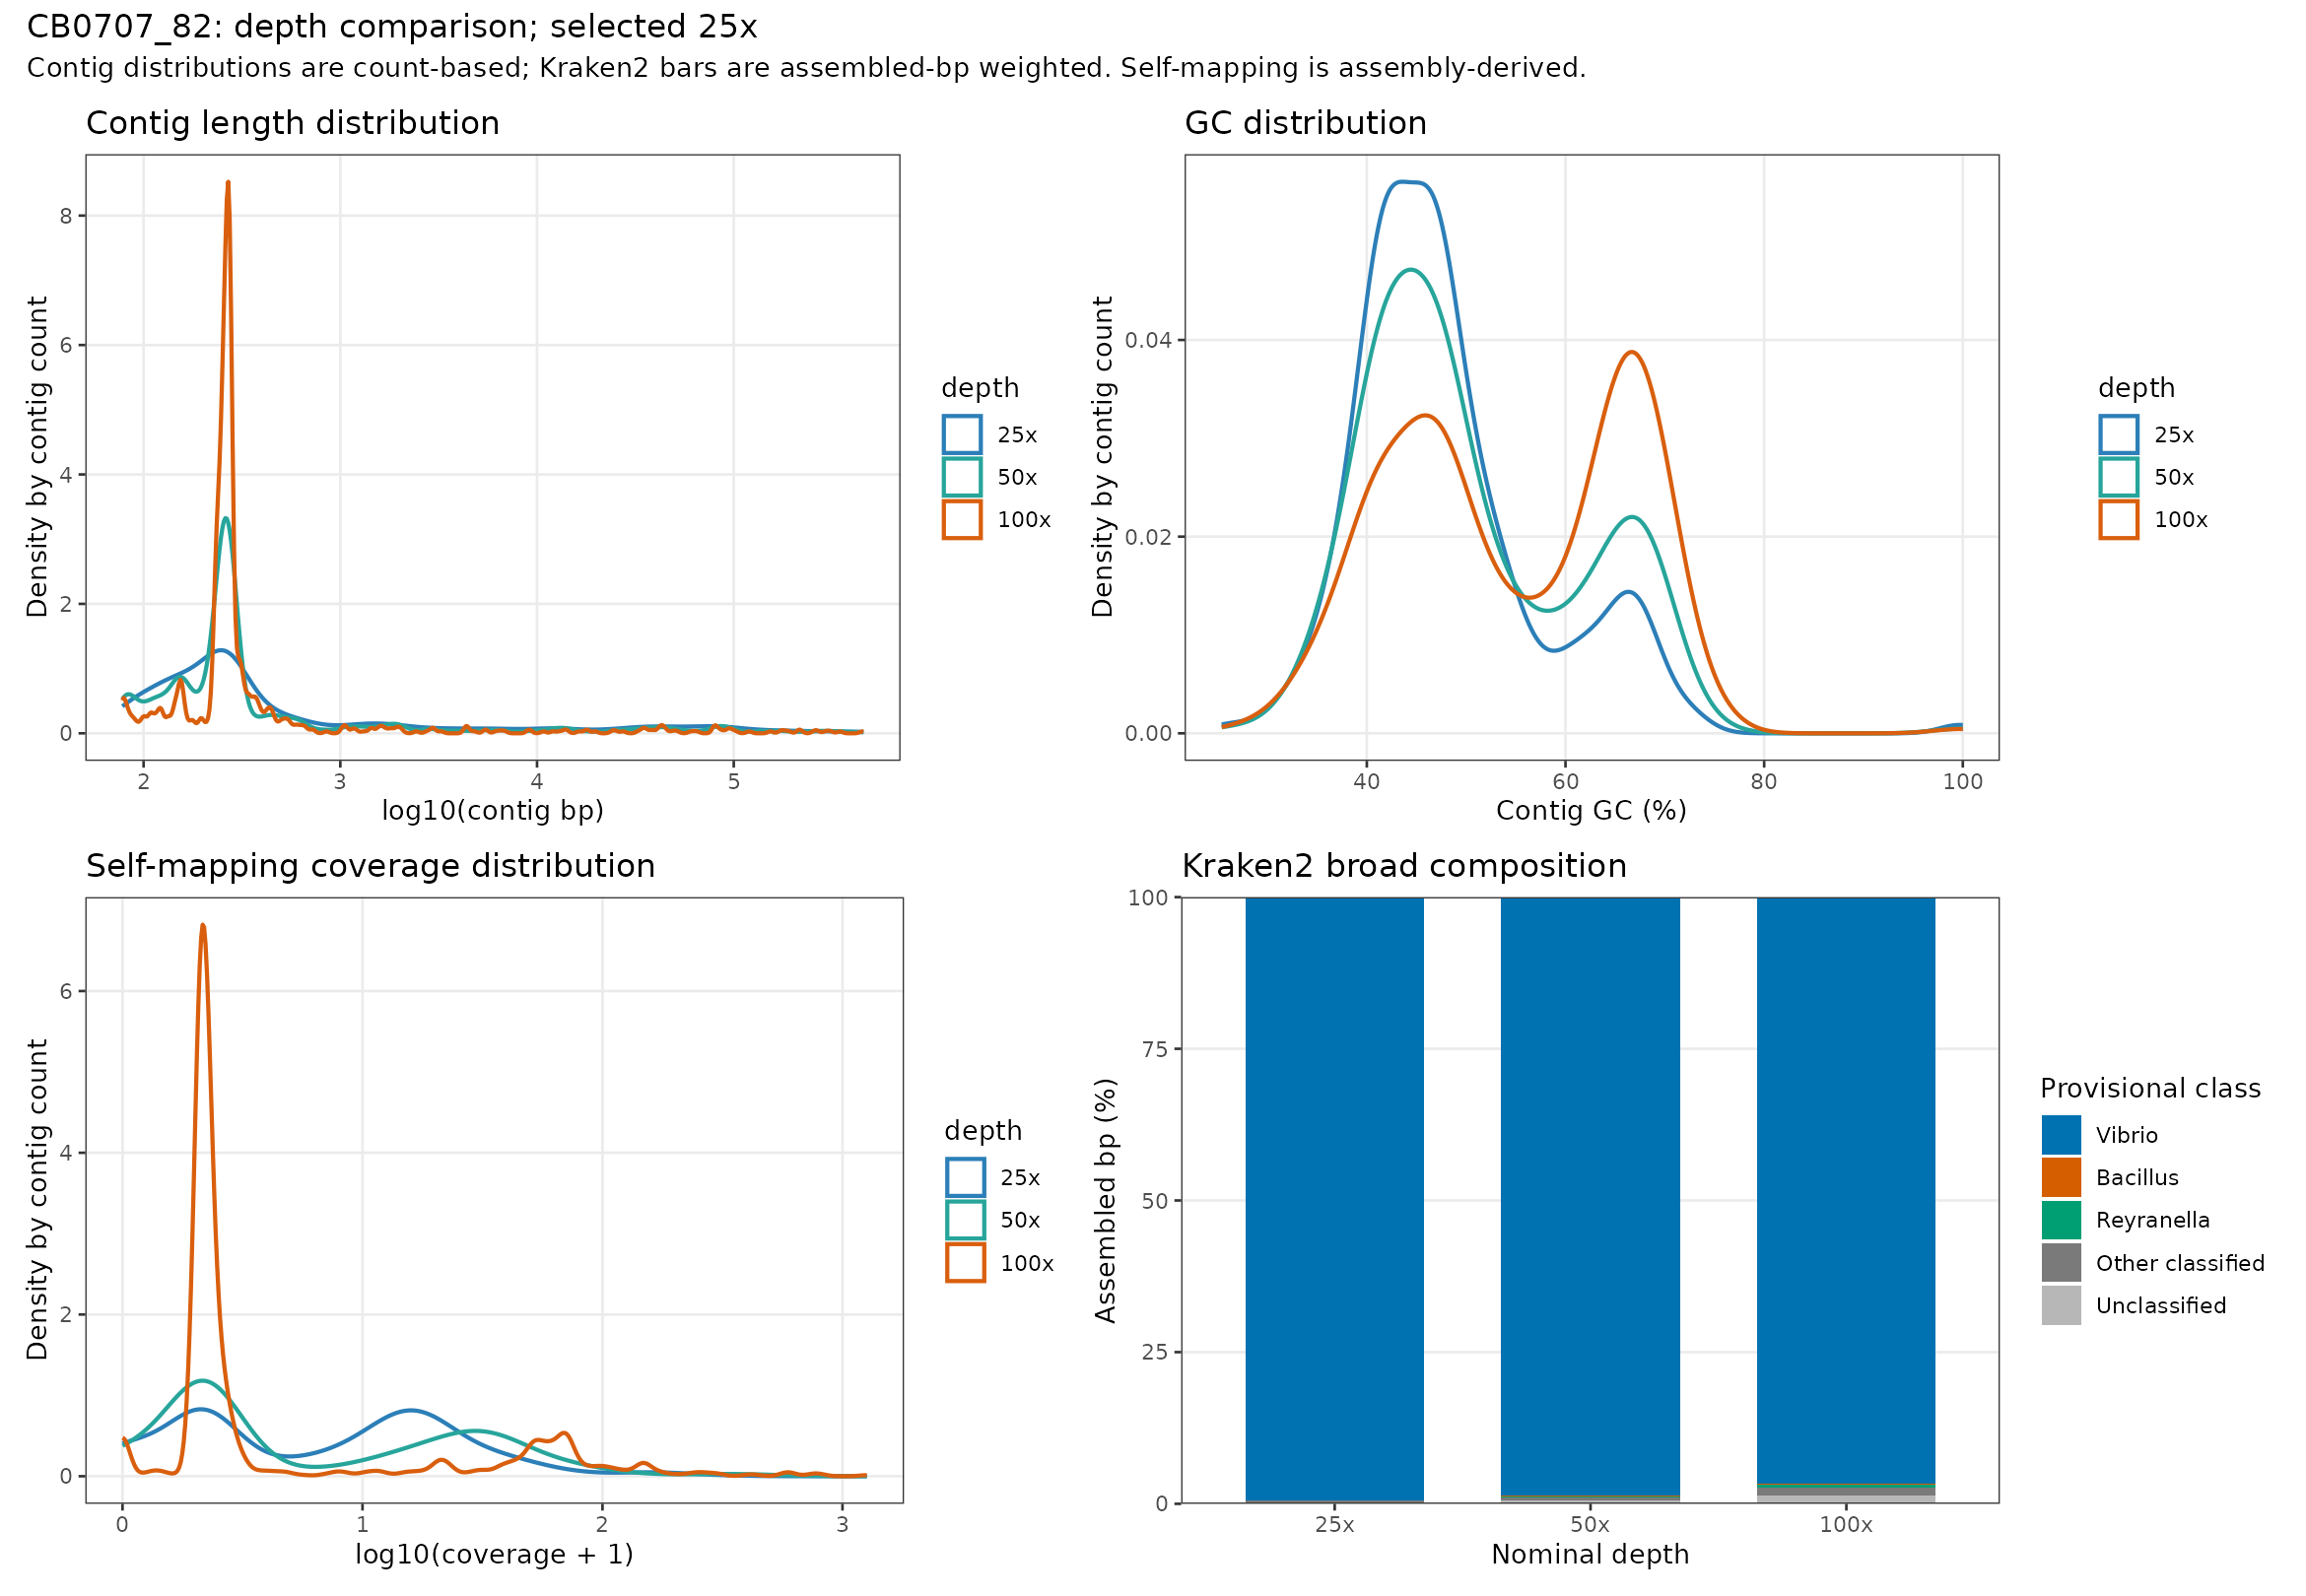 CB0707_82: depth comparison; selected 25x
Contig distributions are count-based; Kraken2 bars are assembled-bp weighted. Self-mapping is assembly-derived.
Contig length distribution
Density by contig count
8
6
4
2
0
2
3
4
5
log10(contig bp)
depth
25x
50x
100x
GC distribution
Density by contig count
0.04
0.02
0.00
40
60
80
100
Contig GC (%)
depth
25x
50x
100x
Self-mapping coverage distribution
Density by contig count
6
4
2
0
0
1
2
3
log10(coverage + 1)
depth
25x
50x
100x
Kraken2 broad composition
Assembled bp (%)
100
75
50
25
0
25x
50x
100x
Nominal depth
Provisional class
Vibrio
Bacillus
Reyranella
Other classified
Unclassified